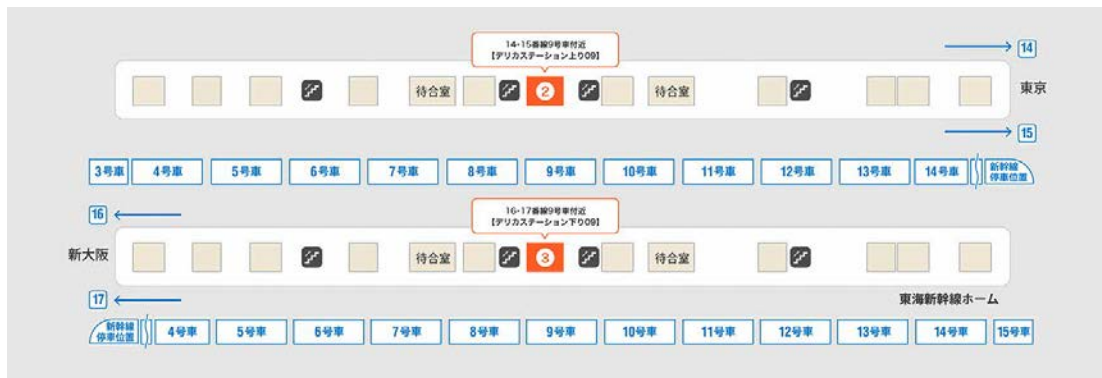 14・15番線9号車付近
【デリカステーション上り09】
14
待合室
2
待合室
東京
15
3号車
4号車
5号車
6号車
7号車
8号車
9号車
10号車
11号車
12号車
13号車
14号車
新幹線
停車位置
16
16・17番線9号車付近
【デリカステーション下り09】
新大阪
待合室
3
待合室
17
東海新幹線ホーム
新幹線
停車位置
4号車
5号車
6号車
7号車
8号車
9号車
10号車
11号車
12号車
13号車
14号車
15号車